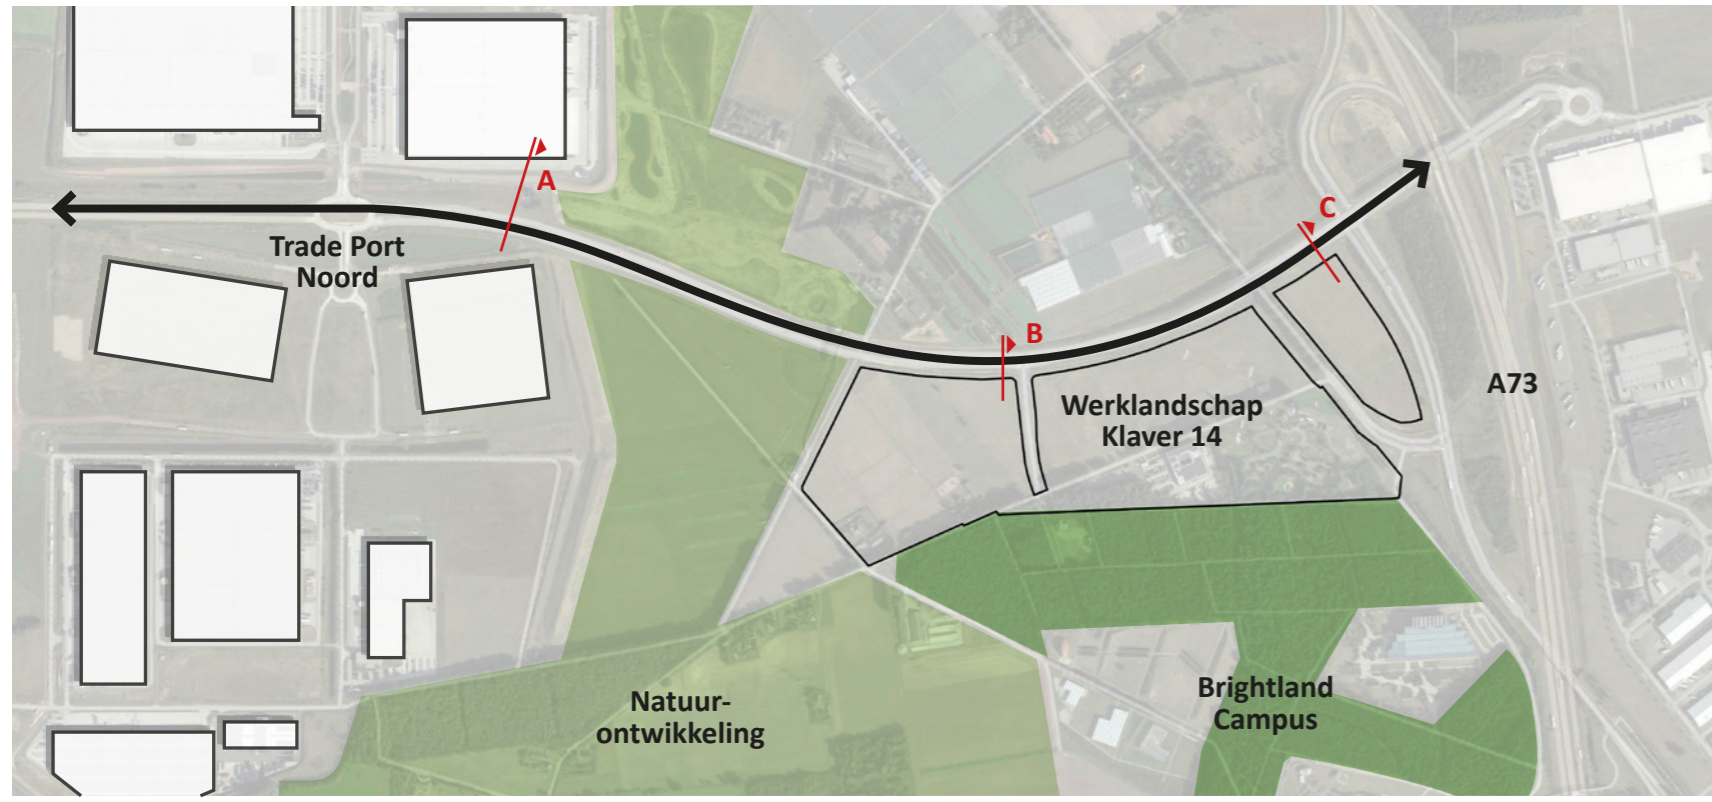 A
C
Trade Port
Noord
B
A73
Werklandschap
Klaver 14
Natuur-
ontwikkeling
Brightland
Campus